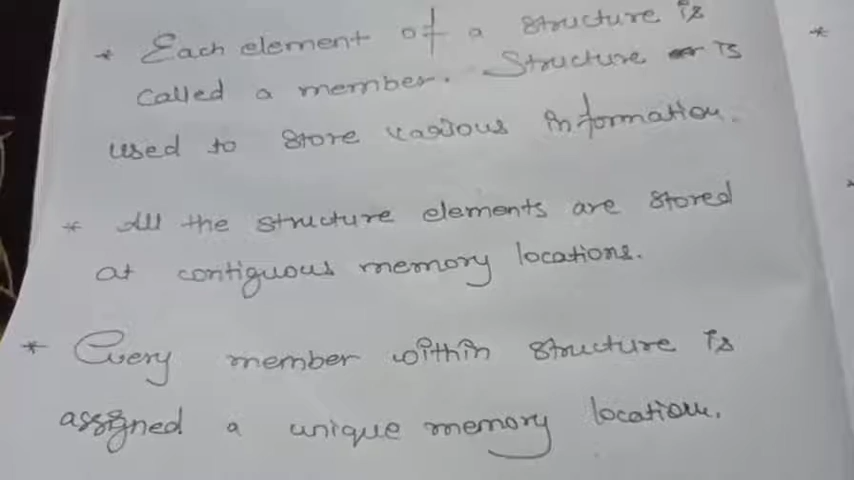 * Each element of a structure is
called a member. Structure is
used to store various information.
* All the structure elements are stored
at contiguous memory locations.
* Every member within structure is
assigned a unique memory location.
*